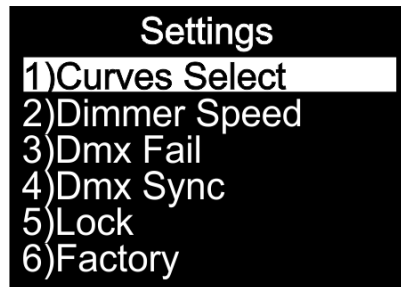 Settings
1)Curves Select
2)Dimmer Speed
3)Dmx Fail
4)Dmx Sync
5)Lock
6)Factory